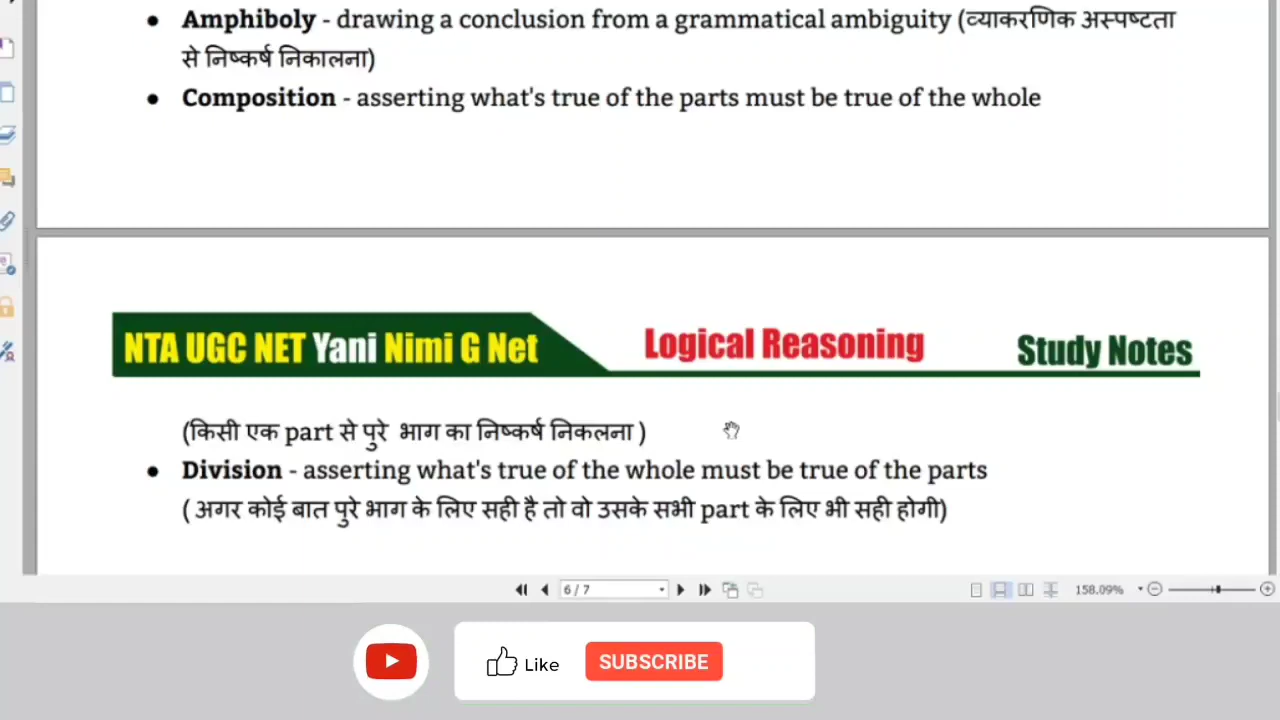 Amphiboly - drawing a conclusion from a grammatical ambiguity (व्याकरणिक अस्पष्टता
से निष्कर्ष निकालना)
Composition - asserting what's true of the parts must be true of the whole
NTA UGC NET Yani Nimi G Net
Logical Reasoning
Study Notes
(किसी एक part से पुरे भाग का निष्कर्ष निकलना )
Division - asserting what's true of the whole must be true of the parts
( अगर कोई बात पुरे भाग के लिए सही है तो वो उसके सभी part के लिए भी सही होगी)
6 / 7
158.09%
Like
SUBSCRIBE